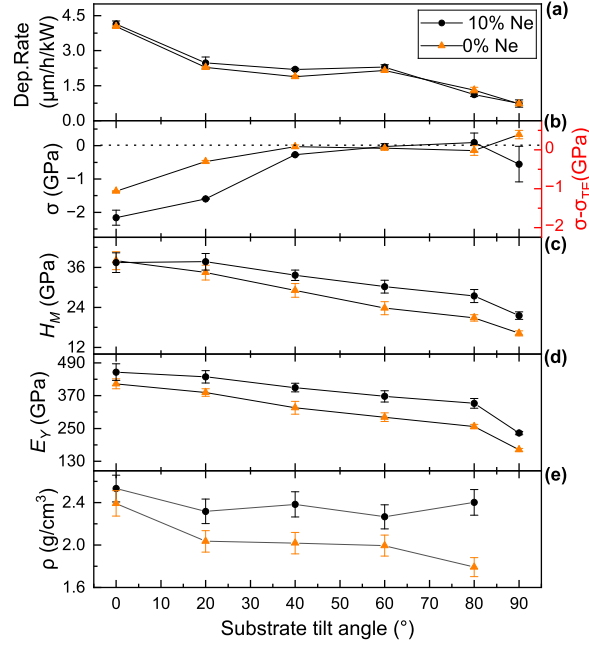 (a)
10% Ne
0% Ne
Dep.Rate
(μm/h/kW)
4.5
3.0
1.5
0.0
(b)
σ (GPa)
0
−1
−2
σ-σTF(GPa)
0
−1
−2
(c)
H_M (GPa)
36
24
12
(d)
E_Y (GPa)
490
370
250
130
(e)
ρ (g/cm³)
2.4
2.0
1.6
0 10 20 30 40 50 60 70 80 90
Substrate tilt angle (°)